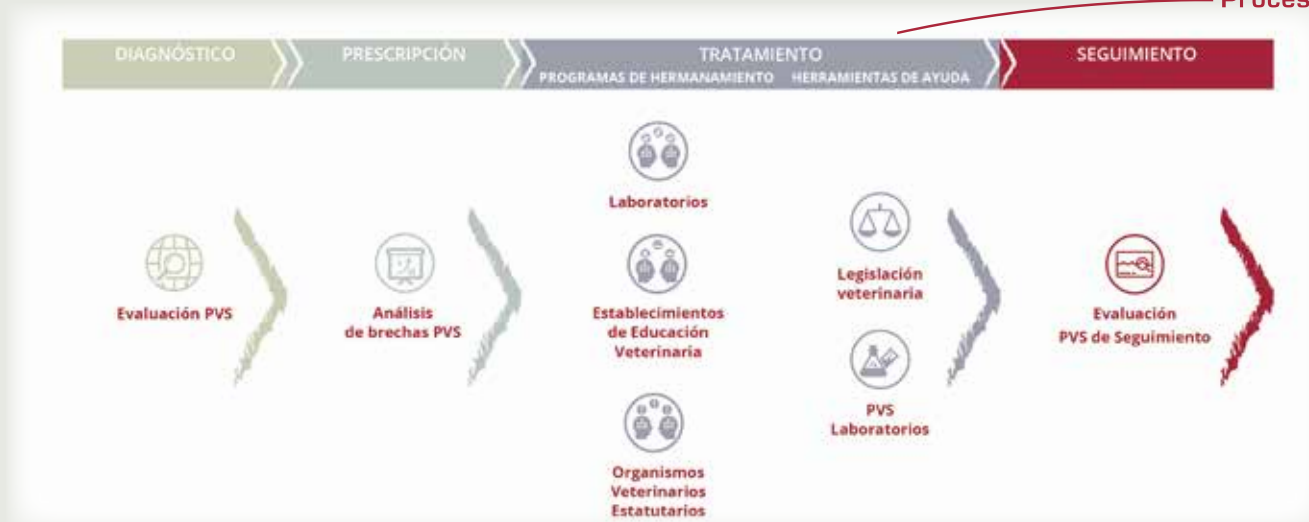 Proces
DIAGNÓSTICO
PRESCRIPCIÓN
TRATAMIENTO
PROGRAMAS DE HERMANAMIENTO
HERRAMIENTAS DE AYUDA
SEGUIMIENTO
Evaluación PVS
Análisis
de brechas PVS
Laboratorios
Establecimientos
de Educación
Veterinaria
Organismos
Veterinarios
Estatutarios
Legislación
veterinaria
PVS
Laboratorios
Evaluación
PVS de Seguimiento